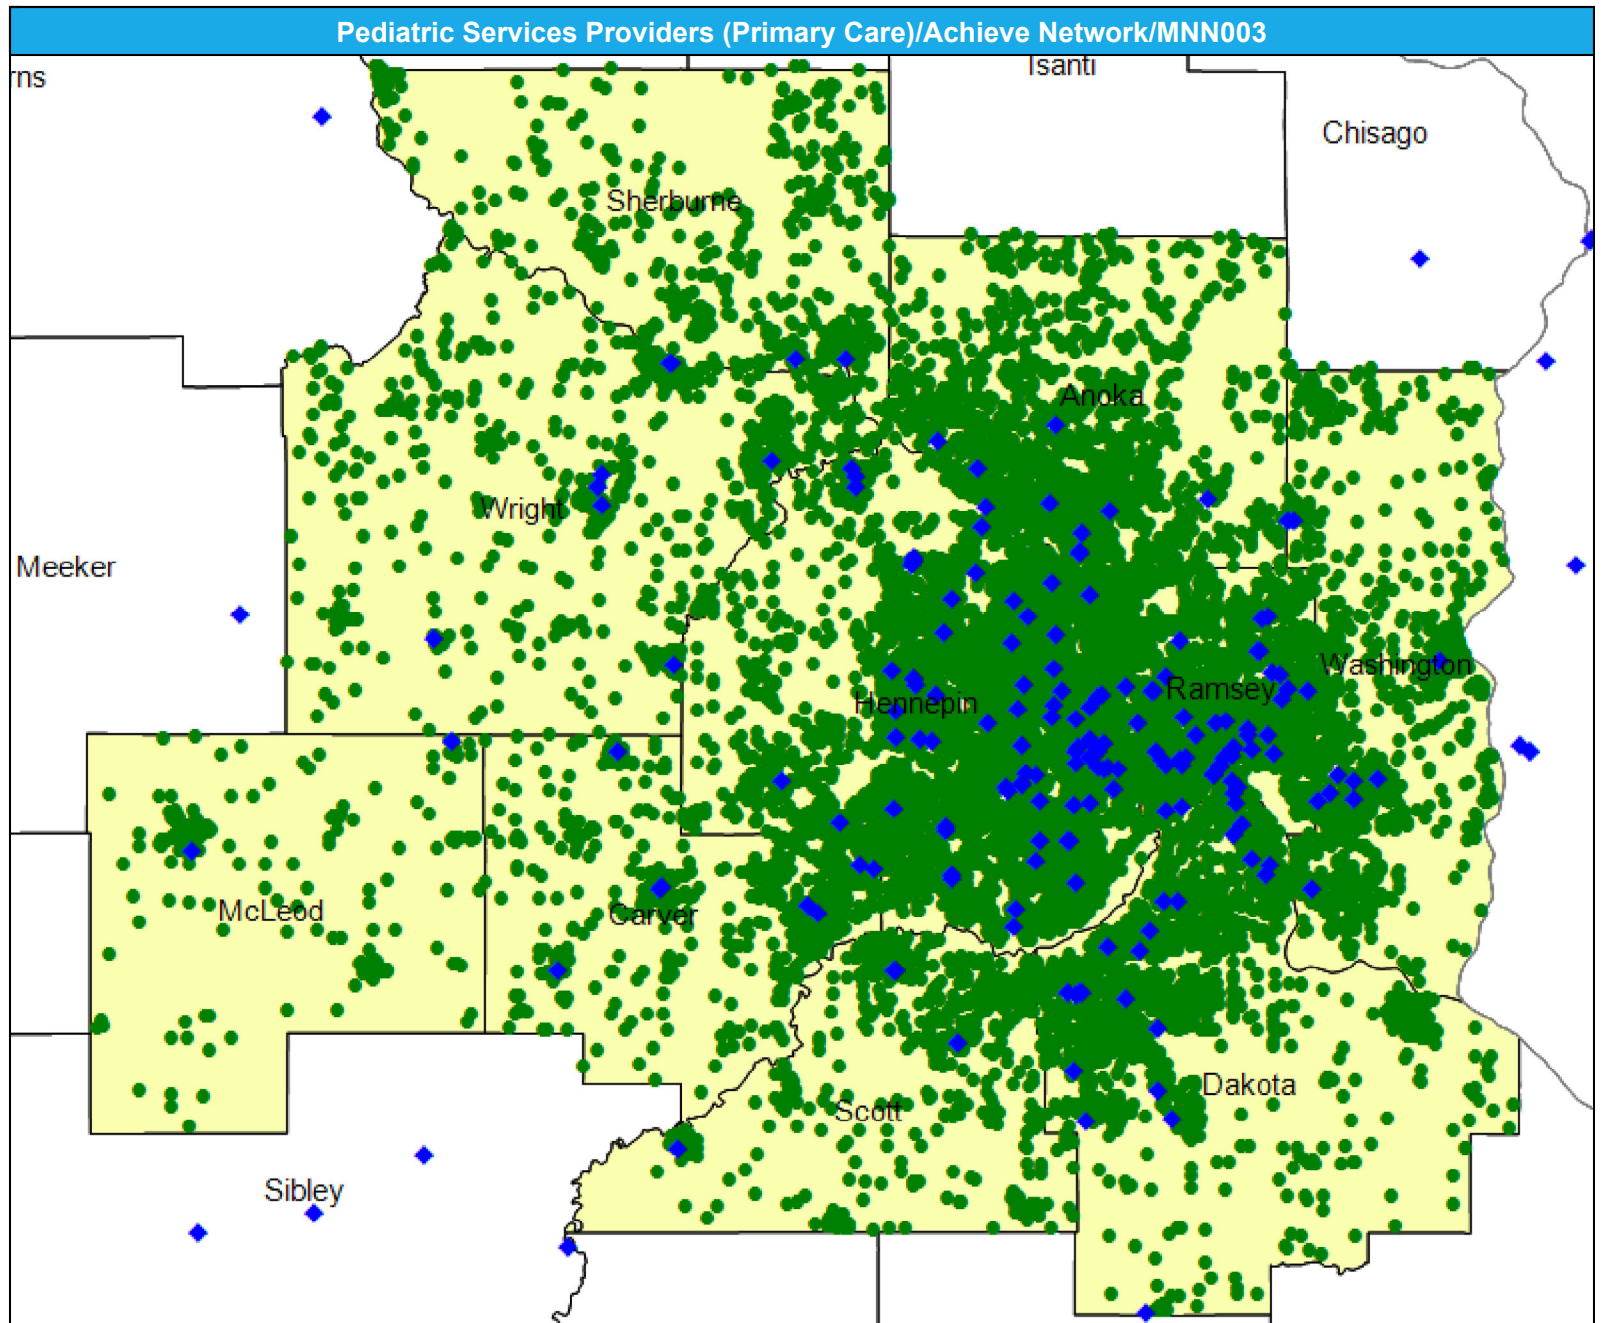 Pediatric Services Providers (Primary Care)/Achieve Network/MNN003
Isanti
rns
Chisago
Sherburne
Anoka
Wright
Meeker
Washington
Ramsey
Hennepin
McLeod
Carver
Dakota
Scott
Sibley